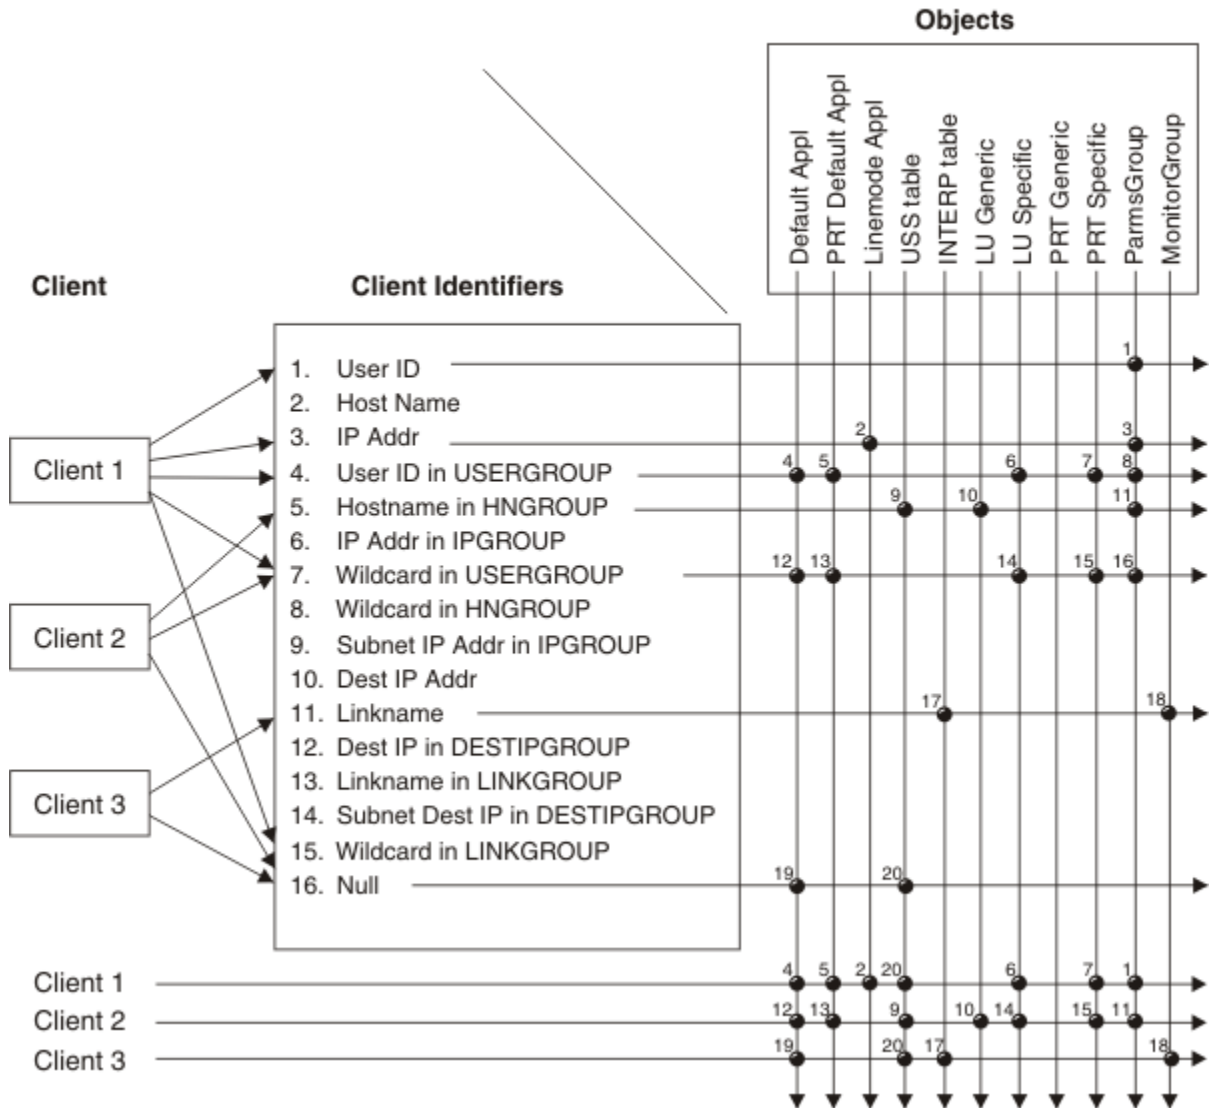 Objects
Default Appl
PRT Default Appl
Linemode Appl
USS table
INTERP table
LU Generic
LU Specific
PRT Generic
PRT Specific
ParmsGroup
MonitorGroup
Client
Client Identifiers
1. User ID
1
2. Host Name
3. IP Addr
2 3
4. User ID in USERGROUP
4 5 6 7 8
5. Hostname in HNGROUP
9 10 11
6. IP Addr in IPGROUP
7. Wildcard in USERGROUP
12 13 14 15 16
8. Wildcard in HNGROUP
9. Subnet IP Addr in IPGROUP
10. Dest IP Addr
11. Linkname
17 18
12. Dest IP in DESTIPGROUP
13. Linkname in LINKGROUP
14. Subnet Dest IP in DESTIPGROUP
15. Wildcard in LINKGROUP
16. Null
19 20
Client 1
Client 2
Client 3
Client 1 4 5 2 20 6 7 1
Client 2 12 13 9 10 14 15 11
Client 3 19 20 17 18